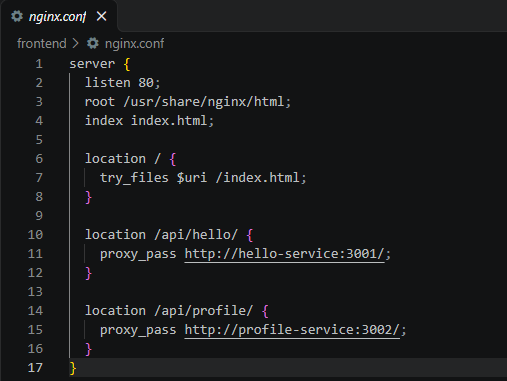 nginx.conf
frontend > nginx.conf
1 server {
2 listen 80;
3 root /usr/share/nginx/html;
4 index index.html;
5
6 location / {
7 try_files $uri /index.html;
8 }
9
10 location /api/hello/ {
11 proxy_pass http://hello-service:3001/;
12 }
13
14 location /api/profile/ {
15 proxy_pass http://profile-service:3002/;
16 }
17 }